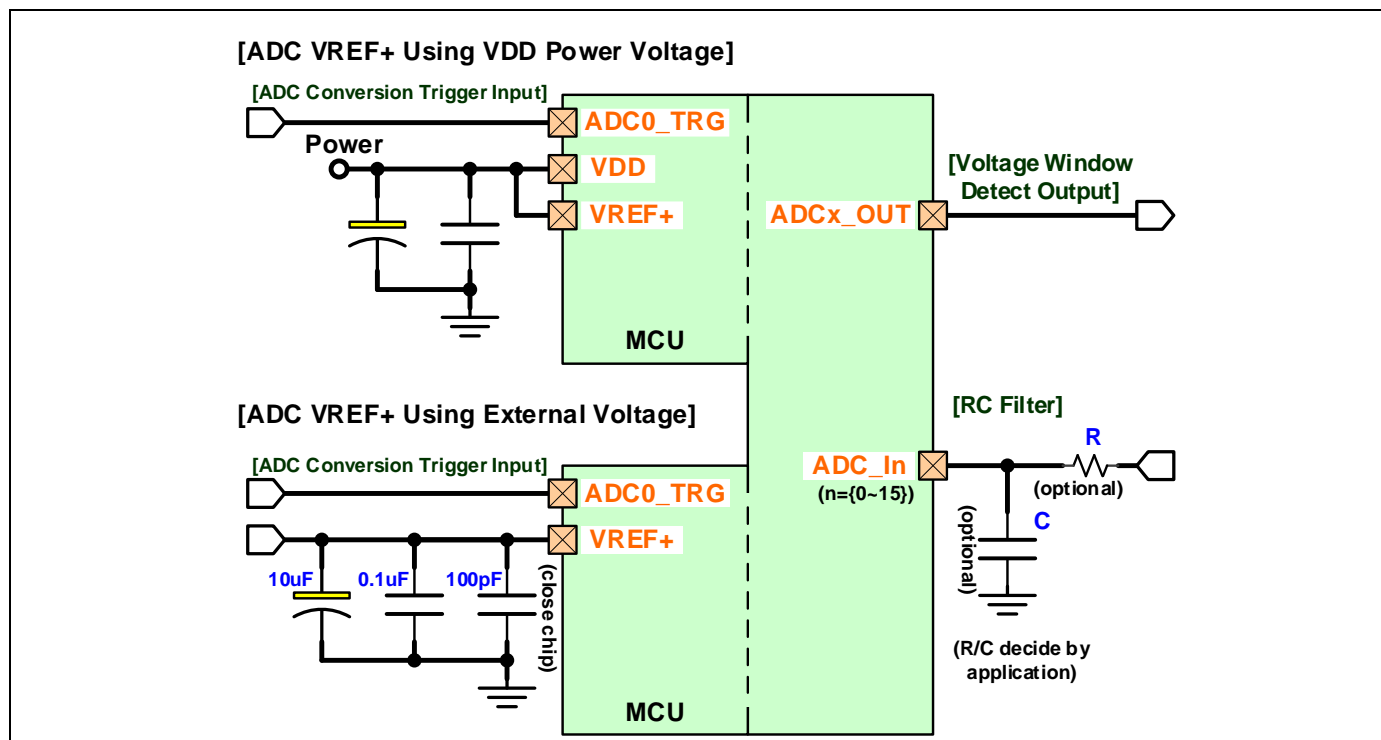 [ADC VREF+ Using VDD Power Voltage]
[ADC Conversion Trigger Input]
ADC0_TRG
Power
VDD
VREF+
MCU
ADCx_OUT
[Voltage Window
Detect Output]
[ADC VREF+ Using External Voltage]
[ADC Conversion Trigger Input]
ADC0_TRG
VREF+
10uF
0.1uF
100pF
(close chip)
MCU
[RC Filter]
ADC_In
(n={0~15})
R
(optional)
C
(optional)
(R/C decide by
application)